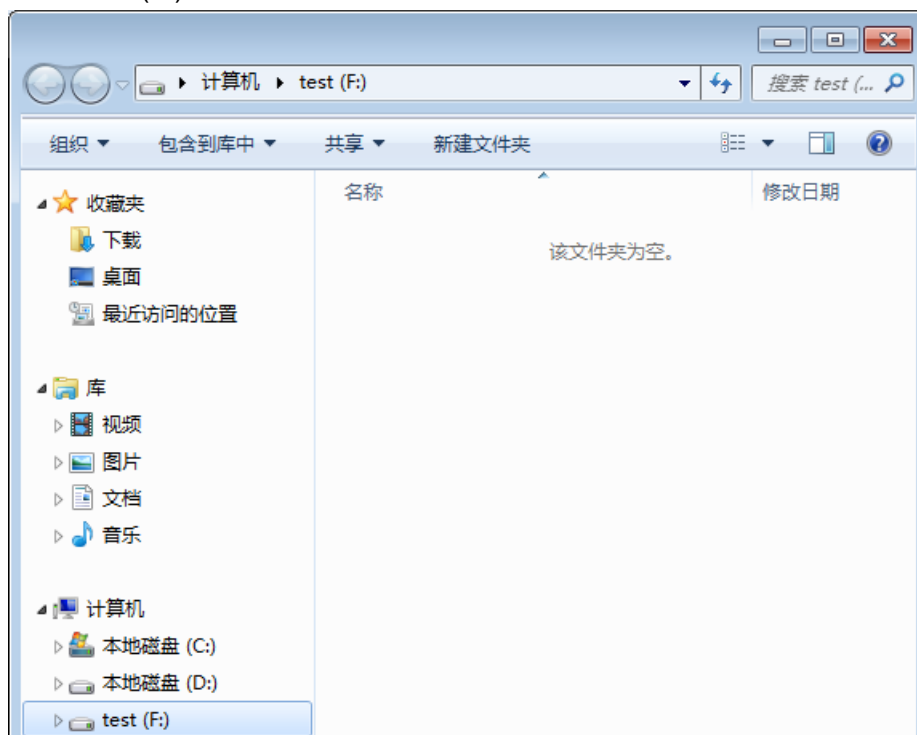 计算机 test (F:) 搜索 test (...
组织 包含到库中 共享 新建文件夹
名称 修改日期
该文件夹为空。
收藏夹
下载
桌面
最近访问的位置
库
视频
图片
文档
音乐
计算机
本地磁盘 (C:)
本地磁盘 (D:)
test (F:)